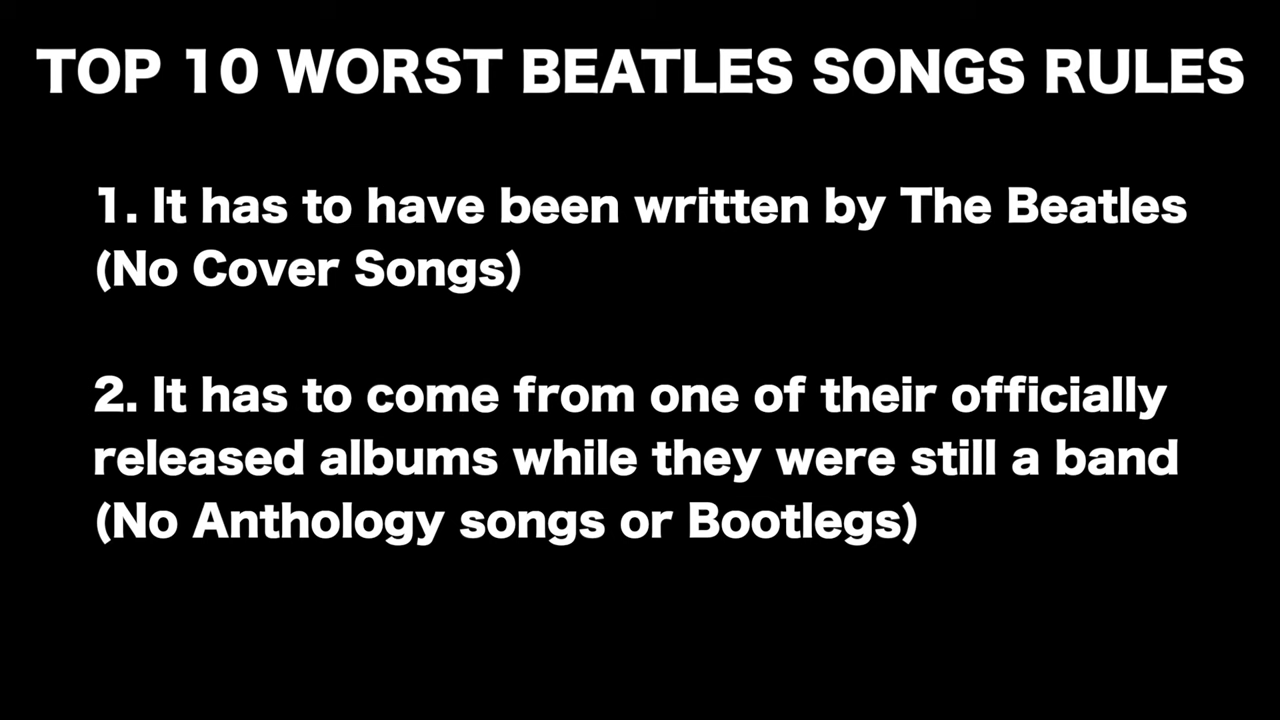 TOP 10 WORST BEATLES SONGS RULES
1. It has to have been written by The Beatles
(No Cover Songs)
2. It has to come from one of their officially
released albums while they were still a band
(No Anthology songs or Bootlegs)